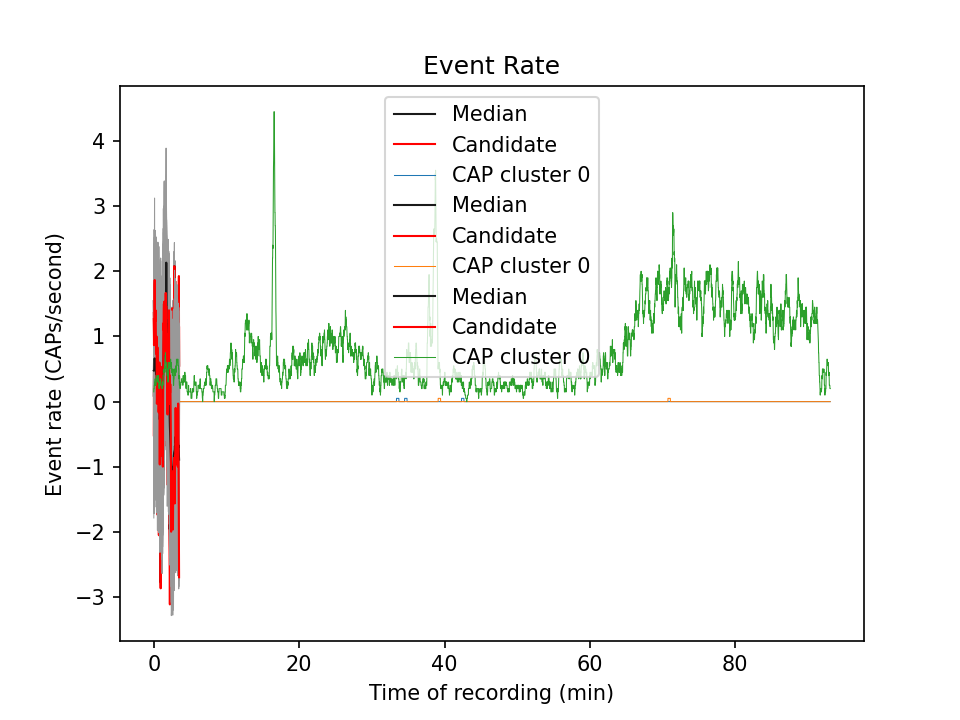 Event Rate
Median
Candidate
CAP cluster 0
Median
Candidate
CAP cluster 0
Median
Candidate
CAP cluster 0
Event rate (CAPs/second)
4
3
2
1
0
−1
−2
−3
0 20 40 60 80
Time of recording (min)